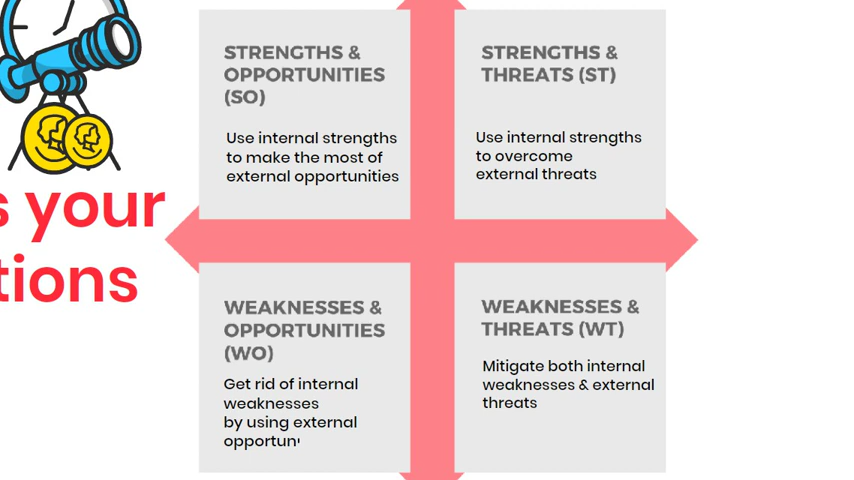 STRENGTHS &
OPPORTUNITIES
(SO)
Use internal strengths
to make the most of
external opportunities
STRENGTHS &
THREATS (ST)
Use internal strengths
to overcome
external threats
your
WEAKNESSES &
OPPORTUNITIES
(WO)
Get rid of internal
weaknesses
by using external
WEAKNESSES &
THREATS (WT)
Mitigate both internal
weaknesses & external
threats